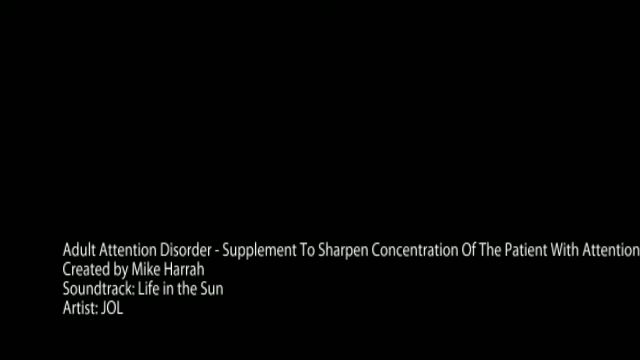 Adult Attention Disorder - Supplement To Sharpen Concentration Of The Patient With Attention
Created by Mike Harrah
Soundtrack: Life in the Sun
Artist: JOL